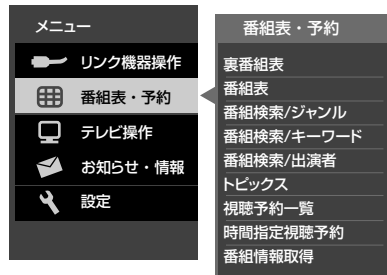 メニュー
リンク機器操作
番組表・予約
テレビ操作
お知らせ・情報
設定
番組表・予約
裏番組表
番組表
番組検索/ジャンル
番組検索/キーワード
番組検索/出演者
トピックス
視聴予約一覧
時間指定視聴予約
番組情報取得